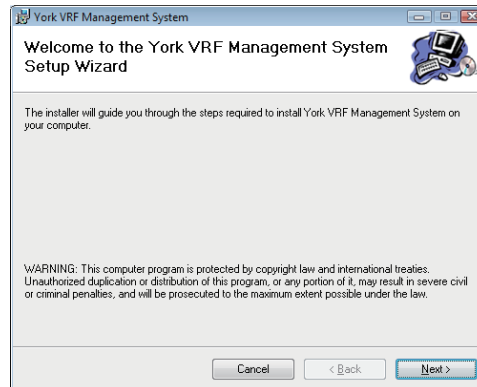 York VRF Management System
Welcome to the York VRF Management System
Setup Wizard
The installer will guide you through the steps required to install York VRF Management System on
your computer.
WARNING: This computer program is protected by copyright law and international treaties.
Unauthorized duplication or distribution of this program, or any portion of it, may result in severe civil
or criminal penalties, and will be prosecuted to the maximum extent possible under the law.
Cancel < Back Next >